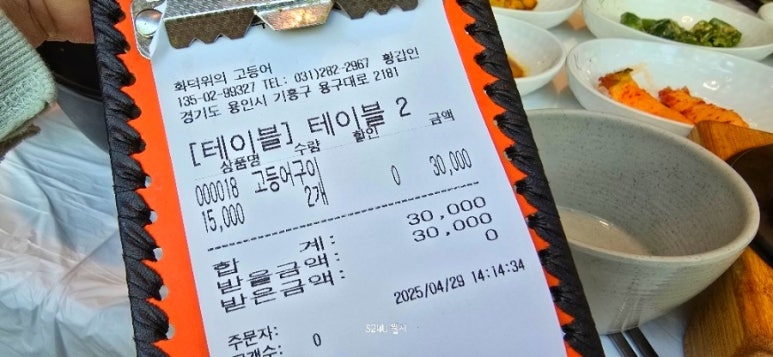 화덕위의 고등어
135-02-99327 TEL: 031)282-2967 황갑인
경기도 용인시 기흥구 용구대로 2181
[테이블] 테이블 2
상품명 수량 할인 금액
000018 고등어구이
15,000 2개 0 30,000
합 계: 30,000
받을금액: 30,000
받은금액: 0
2025/04/29 14:14:34
주문자:
고객수: 0